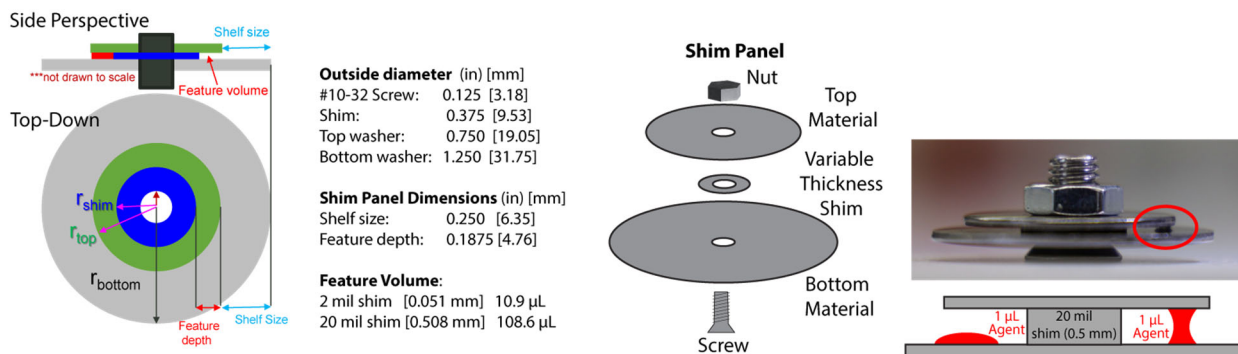 Side Perspective
Shelf size
***not drawn to scale
Feature volume
Top-Down
rshim
rtop
rbottom
Feature
depth
Shelf Size
Outside diameter (in) [mm]
#10-32 Screw: 0.125 [3.18]
Shim: 0.375 [9.53]
Top washer: 0.750 [19.05]
Bottom washer: 1.250 [31.75]
Shim Panel Dimensions (in) [mm]
Shelf size: 0.250 [6.35]
Feature depth: 0.1875 [4.76]
Feature Volume:
2 mil shim [0.051 mm] 10.9 µL
20 mil shim [0.508 mm] 108.6 µL
Shim Panel
Nut
Top
Material
Variable
Thickness
Shim
Bottom
Material
Screw
1 µL
Agent
20 mil
shim (0.5 mm)
1 µL
Agent